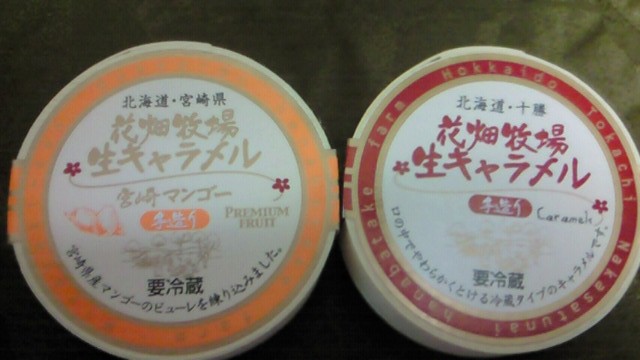 北海道・宮崎県
花畑牧場
生キャラメル
宮崎マンゴー
手造り
PREMIUM
FRUIT
要冷蔵
宮崎県産マンゴーのピューレを練り込みました。
farm Hokkaido Tokachi Nakasatsunai hanabatake
北海道・十勝
花畑牧場
生キャラメル
手造り
Caramel
要冷蔵
口の中でやわらかくとける冷蔵タイプのキャラメルです。